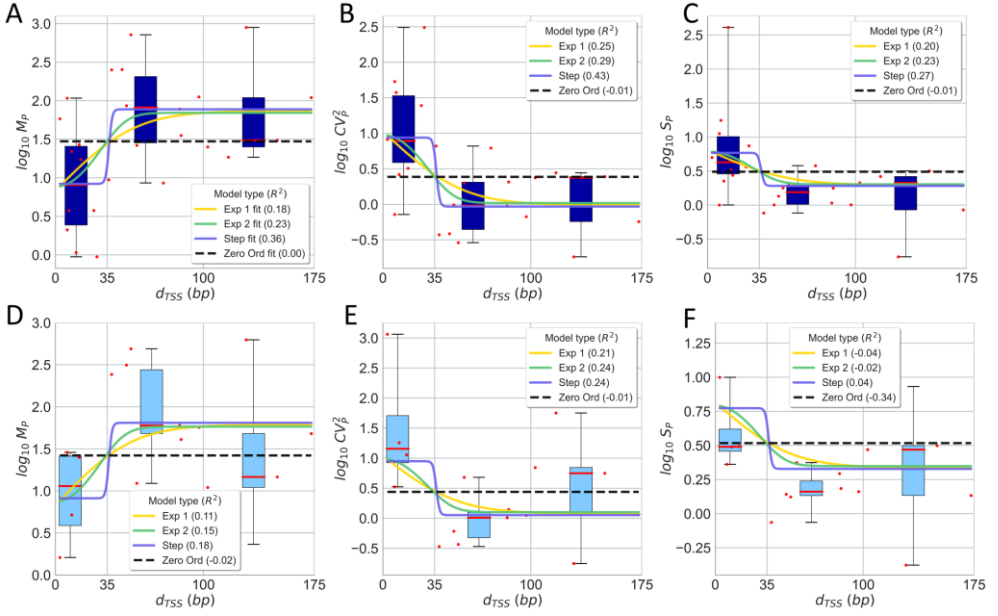 A
log10 MP
3.0
2.5
2.0
1.5
1.0
0.5
0.0
Model type (R2)
Exp 1 fit (0.18)
Exp 2 fit (0.23)
Step fit (0.36)
Zero Ord fit (0.00)
0 35 100 175
dTSS (bp)
B
log10 CV2P
2.5
2.0
1.5
1.0
0.5
0.0
−0.5
Model type (R2)
Exp 1 (0.25)
Exp 2 (0.29)
Step (0.43)
Zero Ord (-0.01)
0 35 100 175
dTSS (bp)
C
log10 SP
2.5
2.0
1.5
1.0
0.5
0.0
−0.5
Model type (R2)
Exp 1 (0.20)
Exp 2 (0.23)
Step (0.27)
Zero Ord (-0.01)
0 35 100 175
dTSS (bp)
D
log10 MP
3.0
2.5
2.0
1.5
1.0
0.5
0.0
Model type (R2)
Exp 1 (0.11)
Exp 2 (0.15)
Step (0.18)
Zero Ord (-0.02)
0 35 100 175
dTSS (bp)
E
log10 CV2P
3.0
2.5
2.0
1.5
1.0
0.5
0.0
−0.5
Model type (R2)
Exp 1 (0.21)
Exp 2 (0.24)
Step (0.24)
Zero Ord (-0.01)
0 35 100 175
dTSS (bp)
F
log10 SP
1.25
1.00
0.75
0.50
0.25
0.00
−0.25
Model type (R2)
Exp 1 (-0.04)
Exp 2 (-0.02)
Step (0.04)
Zero Ord (-0.34)
0 35 100 175
dTSS (bp)